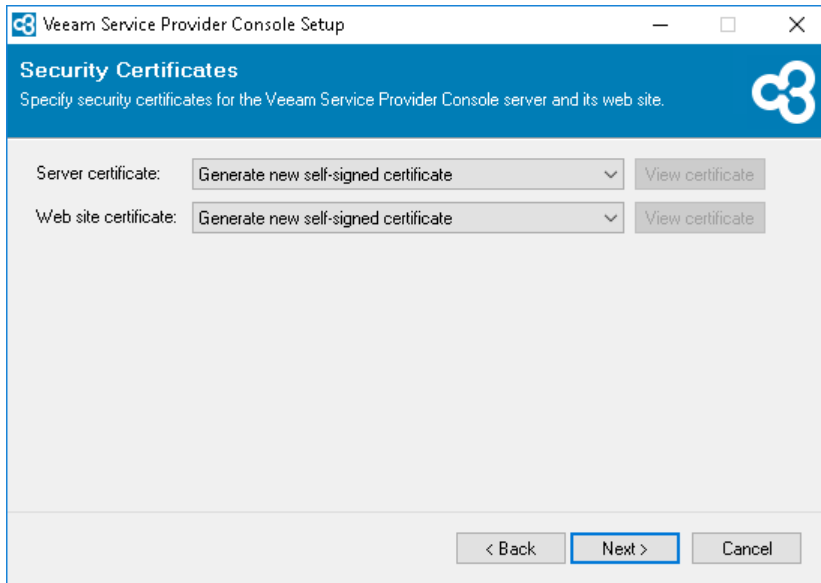 Veeam Service Provider Console Setup
Security Certificates
Specify security certificates for the Veeam Service Provider Console server and its web site.
Server certificate: Generate new self-signed certificate View certificate
Web site certificate: Generate new self-signed certificate View certificate
< Back Next > Cancel